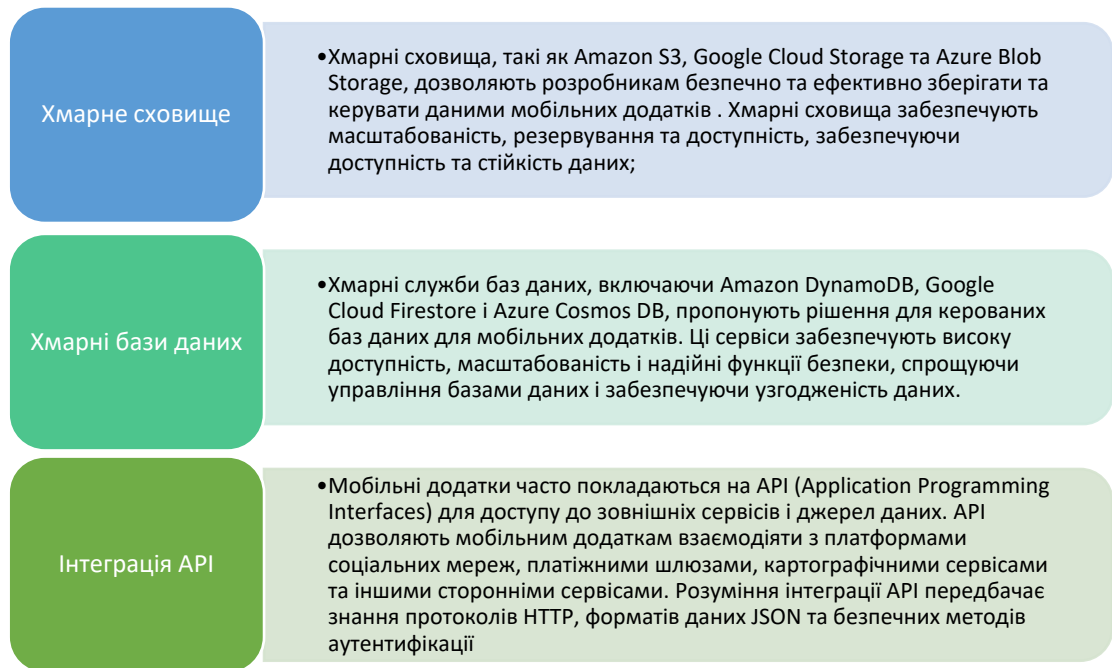 Хмарне сховище
•Хмарні сховища, такі як Amazon S3, Google Cloud Storage та Azure Blob
Storage, дозволяють розробникам безпечно та ефективно зберігати та
керувати даними мобільних додатків . Хмарні сховища забезпечують
масштабованість, резервування та доступність, забезпечуючи
доступність та стійкість даних;
Хмарні бази даних
•Хмарні служби баз даних, включаючи Amazon DynamoDB, Google
Cloud Firestore і Azure Cosmos DB, пропонують рішення для керованих
баз даних для мобільних додатків. Ці сервіси забезпечують високу
доступність, масштабованість і надійні функції безпеки, спрощуючи
управління базами даних і забезпечуючи узгодженість даних.
Інтеграція API
•Мобільні додатки часто покладаються на API (Application Programming
Interfaces) для доступу до зовнішніх сервісів і джерел даних. API
дозволяють мобільним додаткам взаємодіяти з платформами
соціальних мереж, платіжними шлюзами, картографічними сервісами
та іншими сторонніми сервісами. Розуміння інтеграції API передбачає
знання протоколів HTTP, форматів даних JSON та безпечних методів
аутентифікації